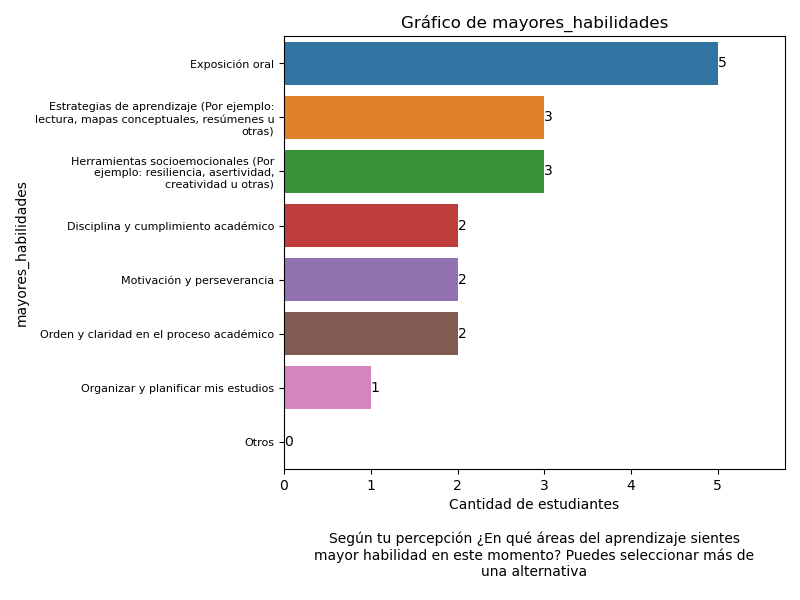 Gráfico de mayores_habilidades
mayores_habilidades
Exposición oral
5
Estrategias de aprendizaje (Por ejemplo:
lectura, mapas conceptuales, resúmenes u
otras)
3
Herramientas socioemocionales (Por
ejemplo: resiliencia, asertividad,
creatividad u otras)
3
Disciplina y cumplimiento académico
2
Motivación y perseverancia
2
Orden y claridad en el proceso académico
2
Organizar y planificar mis estudios
1
Otros
0
0 1 2 3 4 5
Cantidad de estudiantes
Según tu percepción ¿En qué áreas del aprendizaje sientes
mayor habilidad en este momento? Puedes seleccionar más de
una alternativa